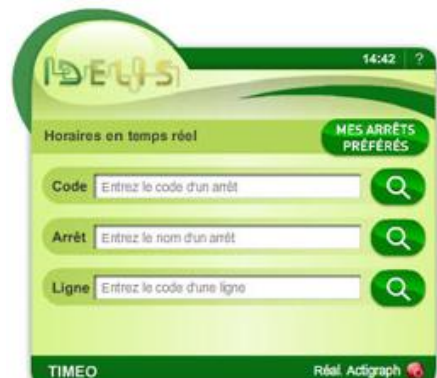 14:42 ?
IDELIS
Horaires en temps réel
MES ARRÊTS
PRÉFÉRÉS
Code Entrez le code d'un arrêt
Arrêt Entrez le nom d'un arrêt
Ligne Entrez le code d'une ligne
TIMEO Réal. Actigraph